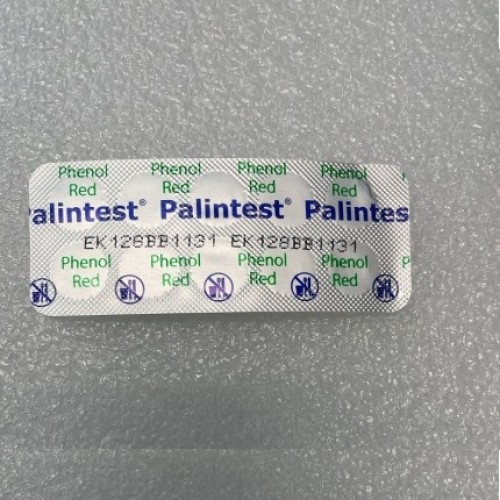 Phenol Phenol Phenol Phenol
Red Red Red Red
Palintest® Palintest® Palintest
EK128BB1131 EK128BB1131
Phenol Phenol Phenol Phenol P
Red Red Red Red